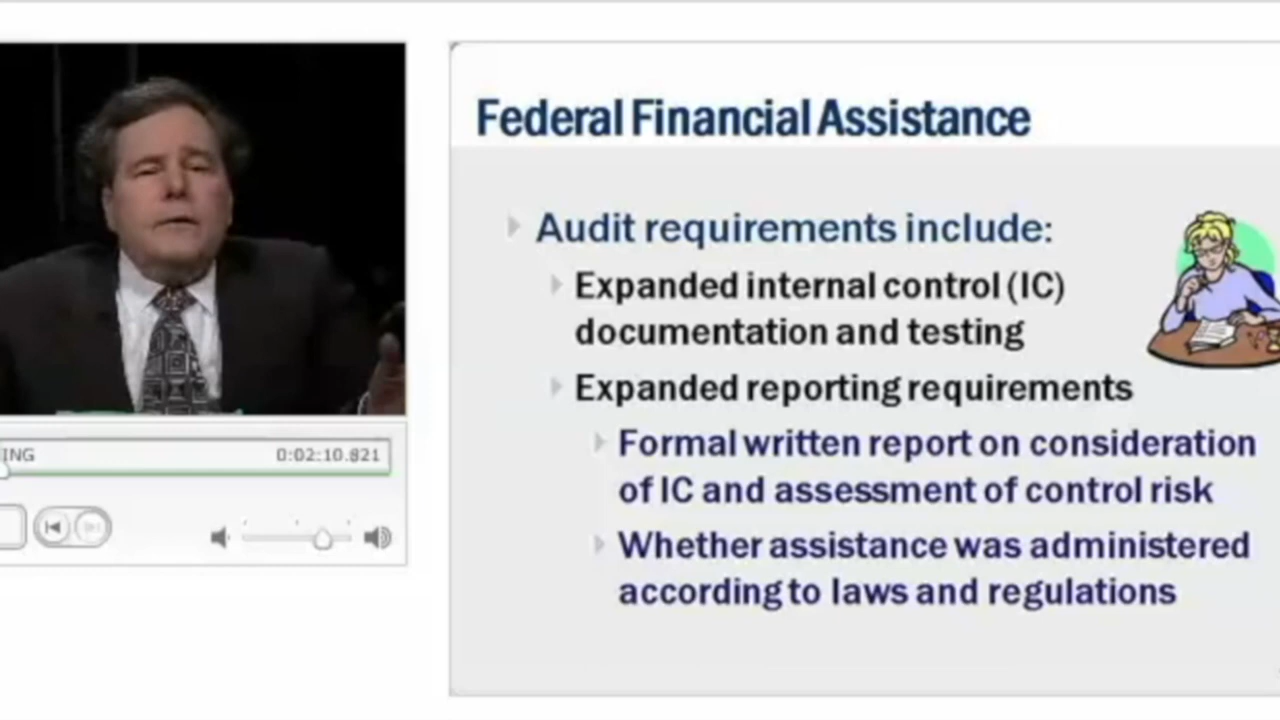 Federal Financial Assistance
Audit requirements include:
Expanded internal control (IC)
documentation and testing
Expanded reporting requirements
Formal written report on consideration
of IC and assessment of control risk
Whether assistance was administered
according to laws and regulations
ING
0:02:10.821